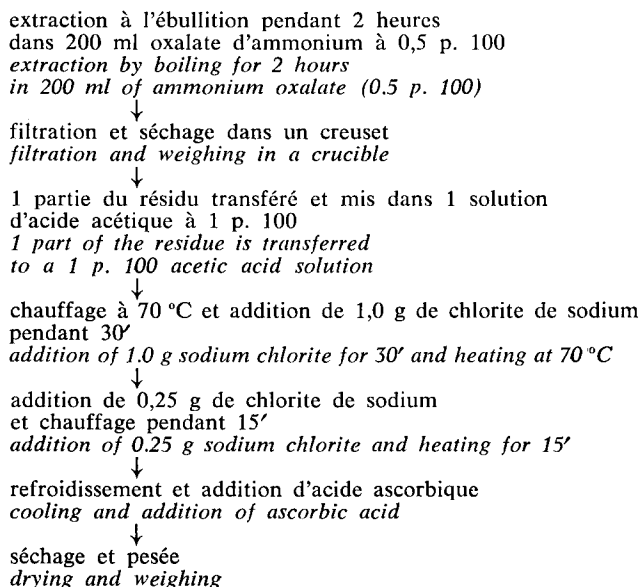 extraction à l'ébullition pendant 2 heures
dans 200 ml oxalate d'ammonium à 0,5 p. 100
extraction by boiling for 2 hours
in 200 ml of ammonium oxalate (0.5 p. 100)
↓
filtration et séchage dans un creuset
filtration and weighing in a crucible
↓
1 partie du résidu transféré et mis dans 1 solution
d'acide acétique à 1 p. 100
1 part of the residue is transferred
to a 1 p. 100 acetic acid solution
↓
chauffage à 70 °C et addition de 1,0 g de chlorite de sodium
pendant 30′
addition of 1.0 g sodium chlorite for 30′ and heating at 70 °C
↓
addition de 0,25 g de chlorite de sodium
et chauffage pendant 15′
addition of 0.25 g sodium chlorite and heating for 15′
↓
refroidissement et addition d'acide ascorbique
cooling and addition of ascorbic acid
↓
séchage et pesée
drying and weighing